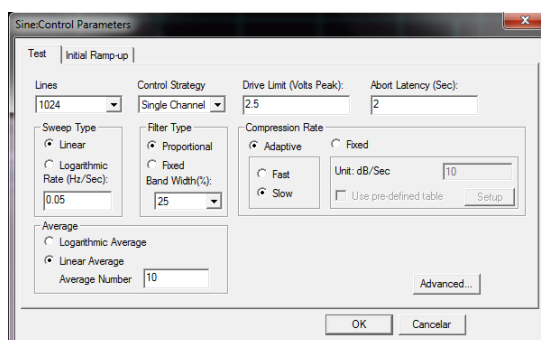 Sine:Control Parameters
Test
Initial Ramp-up
Lines
Control Strategy
Drive Limit (Volts Peak):
Abort Latency (Sec):
1024
Single Channel
2.5
2
Sweep Type
Linear
Logarithmic
Rate (Hz/Sec):
0.05
Filter Type
Proportional
Fixed
Band Width(%):
25
Compression Rate
Adaptive
Fixed
Fast
Slow
Unit: dB/Sec
10
Use pre-defined table
Setup
Average
Logarithmic Average
Linear Average
Average Number
10
Advanced...
OK
Cancelar